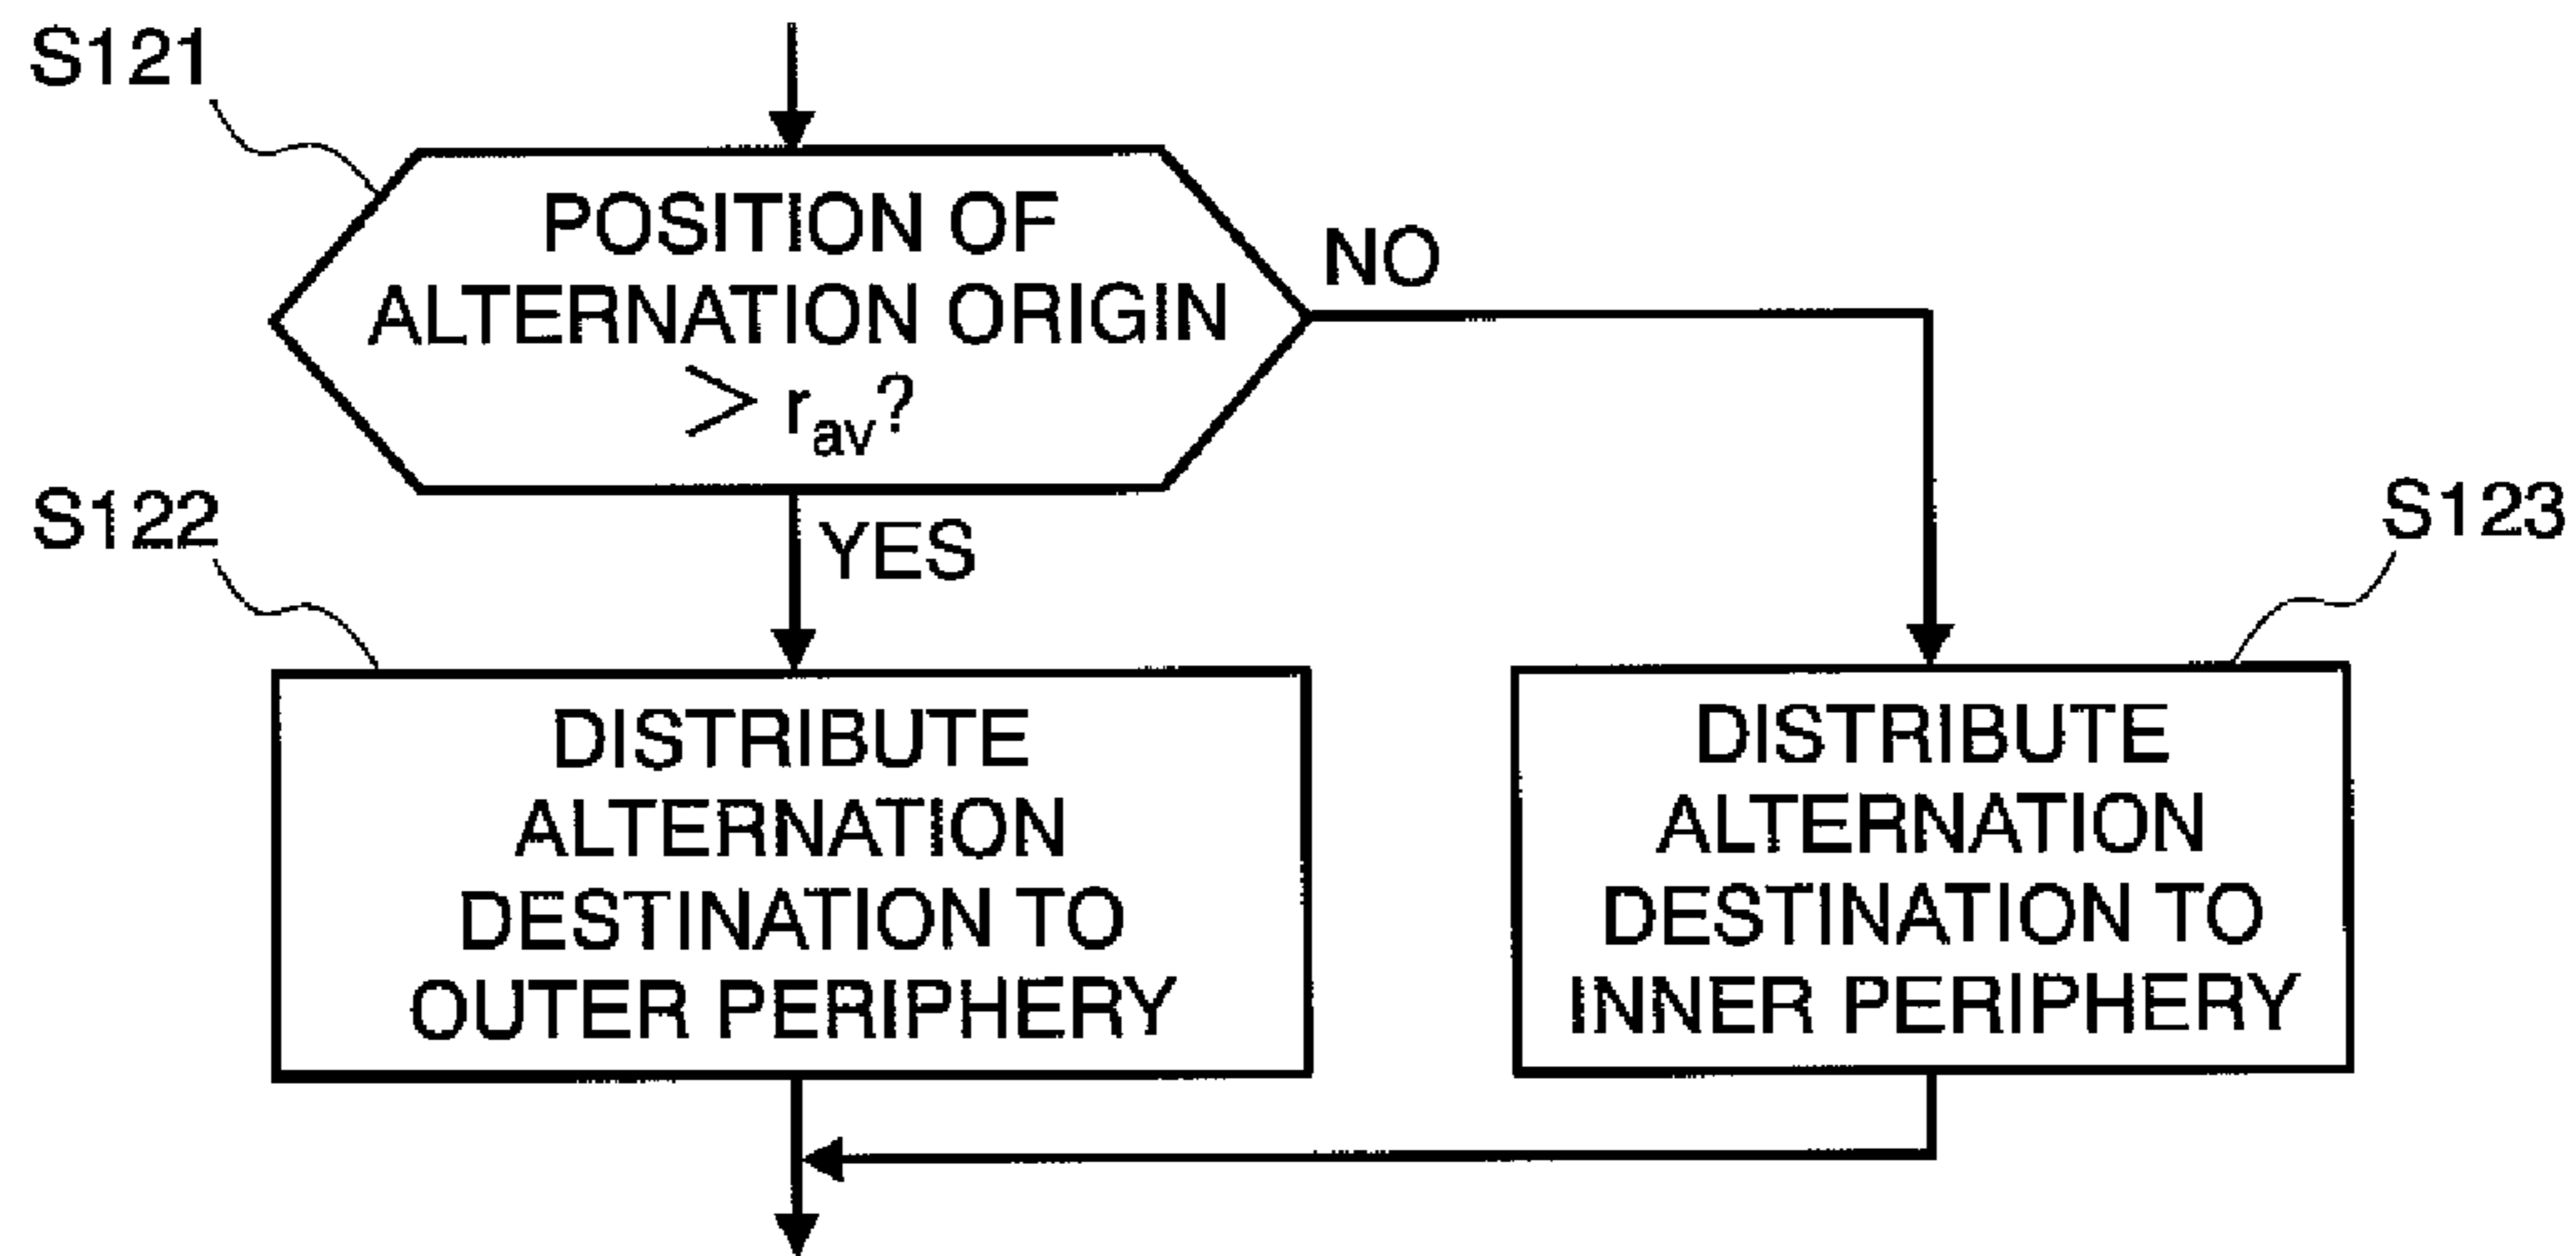 S121
POSITION OF
ALTERNATION ORIGIN
> rav?
NO
YES
S122
DISTRIBUTE
ALTERNATION
DESTINATION TO
OUTER PERIPHERY
S123
DISTRIBUTE
ALTERNATION
DESTINATION TO
INNER PERIPHERY